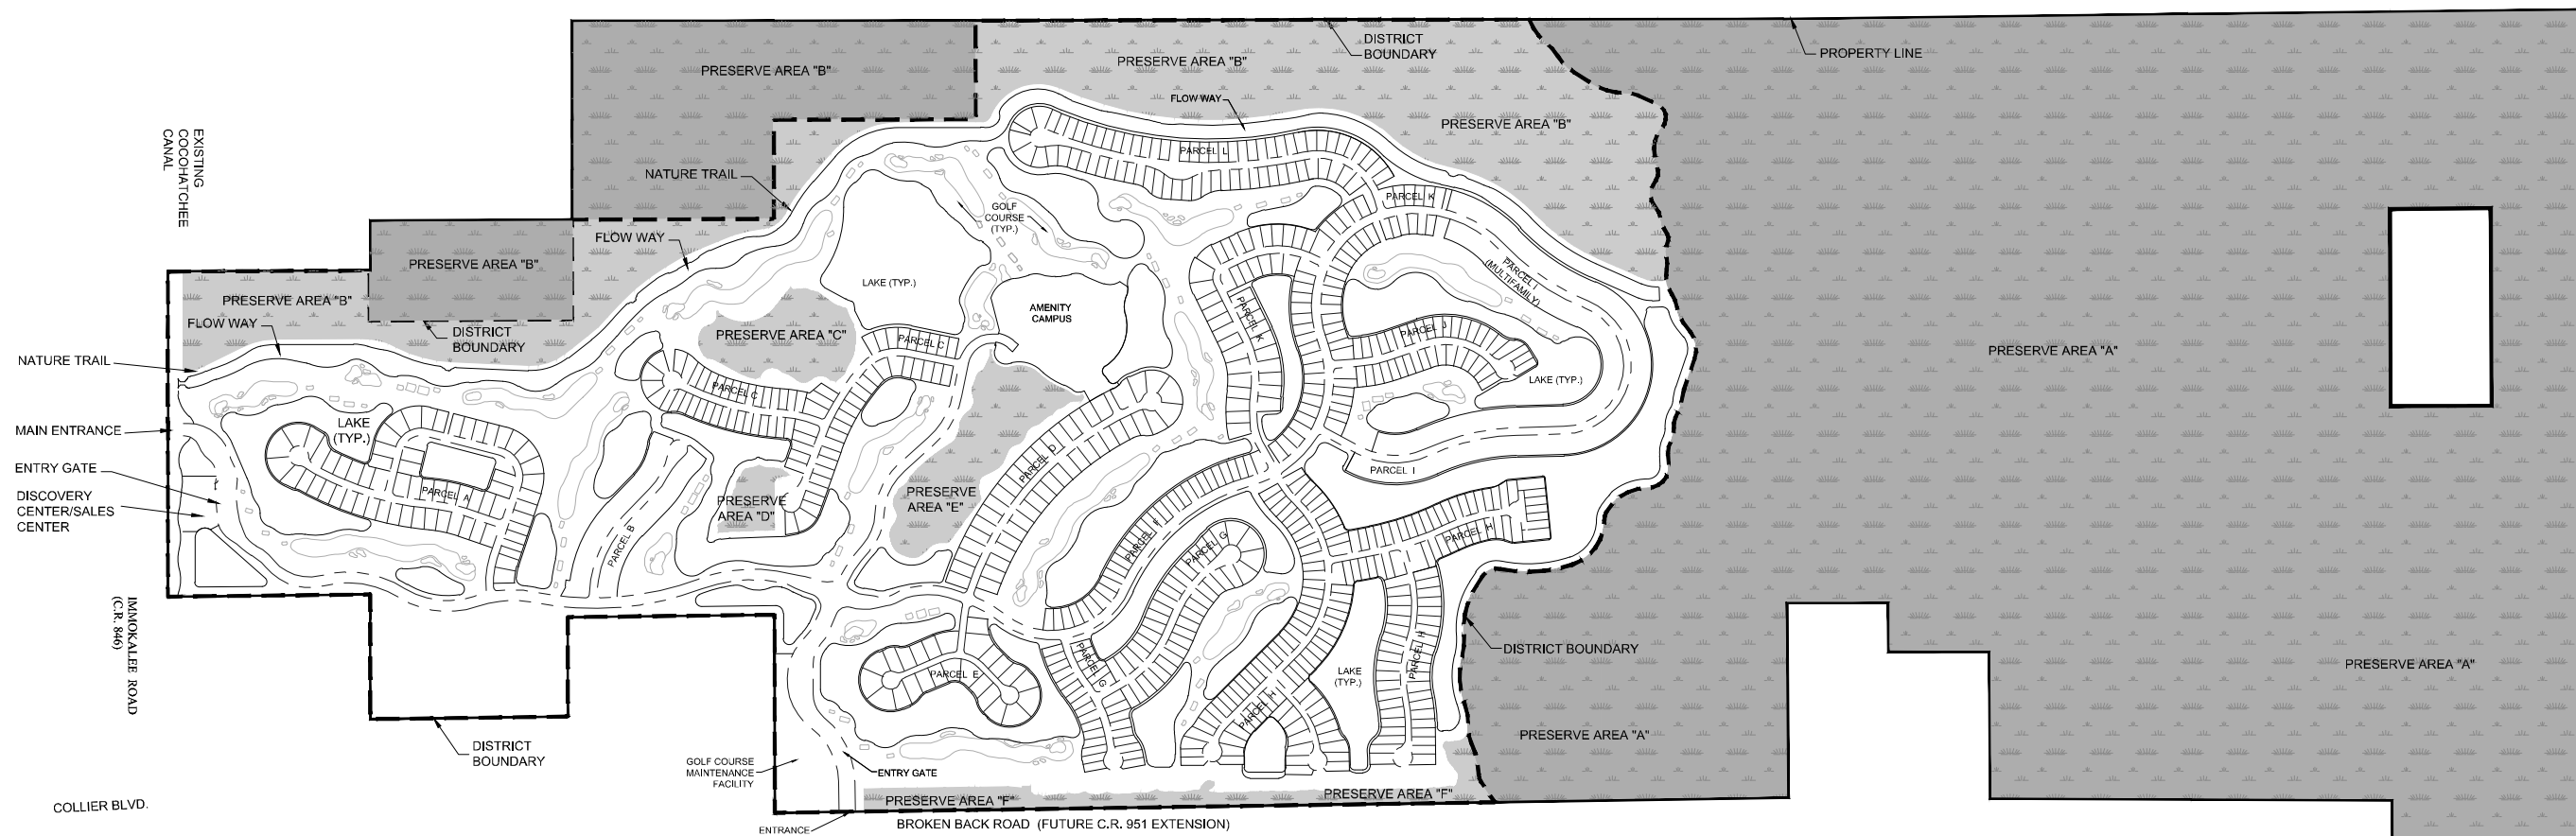 PRESERVE AREA "B"
PRESERVE AREA "B"
DISTRICT
BOUNDARY
PROPERTY LINE
FLOW WAY
PRESERVE AREA "B"
EXISTING
COCOHATCHEE
CANAL
PARCEL L
NATURE TRAIL
PARCEL K
GOLF
COURSE
(TYP.)
FLOW WAY
PRESERVE AREA "B"
PARCEL I
(MULTIFAMILY)
LAKE (TYP.)
PRESERVE AREA "B"
AMENITY
CAMPUS
PARCEL K
FLOW WAY
DISTRICT
BOUNDARY
PRESERVE AREA "C"
PARCEL C
PARCEL J
PRESERVE AREA "A"
NATURE TRAIL
LAKE (TYP.)
PARCEL C
LAKE
(TYP.)
MAIN ENTRANCE
PARCEL D
ENTRY GATE
PARCEL I
PARCEL A
PRESERVE
AREA "D"
PRESERVE
AREA "E"
DISCOVERY
CENTER/SALES
CENTER
PARCEL B
PARCEL F
PARCEL G
PARCEL H
IMMOKALEE ROAD
(C.R. 846)
PARCEL G
PARCEL H
DISTRICT BOUNDARY
PRESERVE AREA "A"
PARCEL E
LAKE
(TYP.)
PARCEL H
PRESERVE AREA "A"
DISTRICT
BOUNDARY
GOLF COURSE
MAINTENANCE
FACILITY
ENTRY GATE
PRESERVE AREA "F"
PRESERVE AREA "F"
COLLIER BLVD.
ENTRANCE
BROKEN BACK ROAD (FUTURE C.R. 951 EXTENSION)